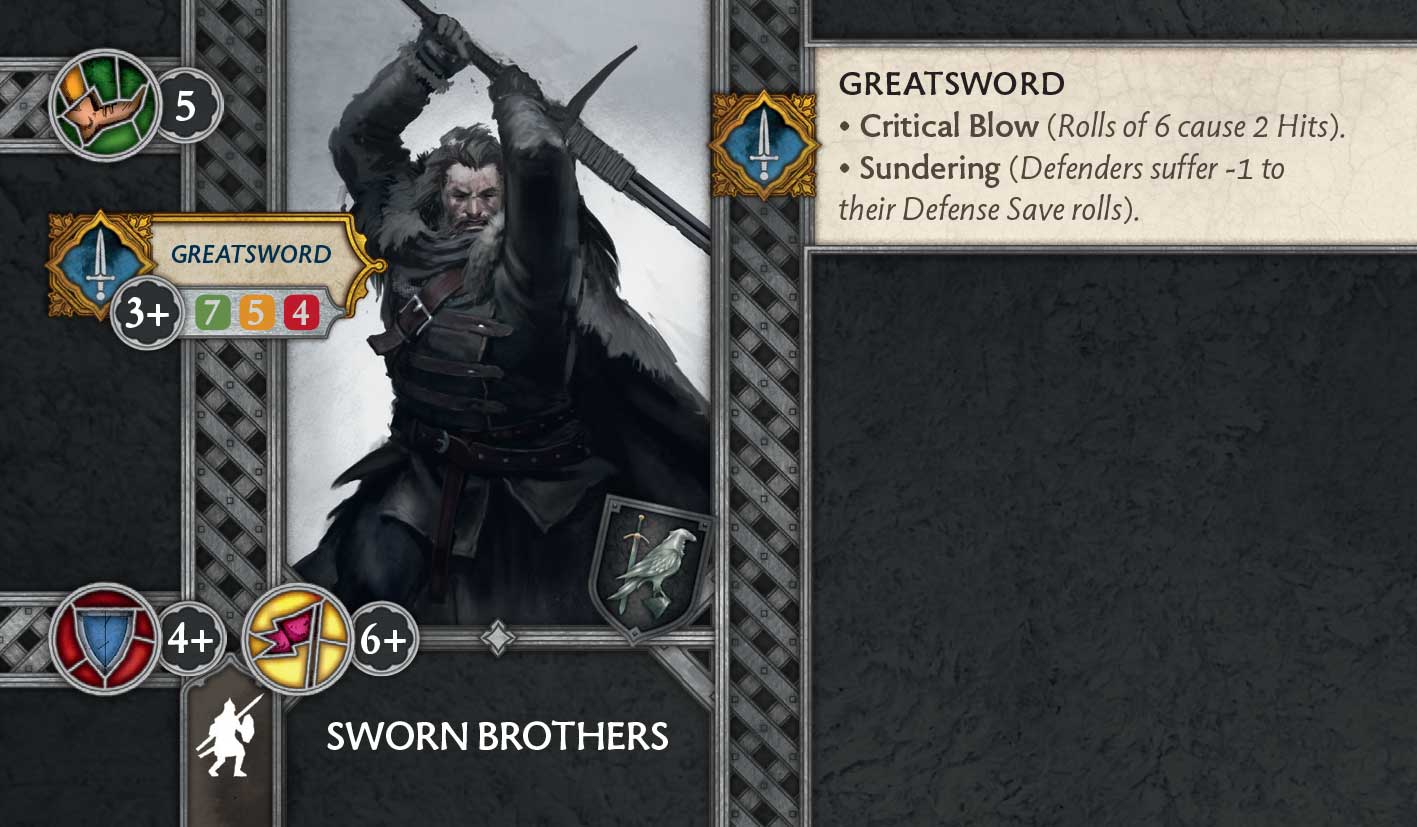 5
GREATSWORD
3+ 7 5 4
4+ 6+
SWORN BROTHERS
GREATSWORD
• Critical Blow (Rolls of 6 cause 2 Hits).
• Sundering (Defenders suffer -1 to
their Defense Save rolls).